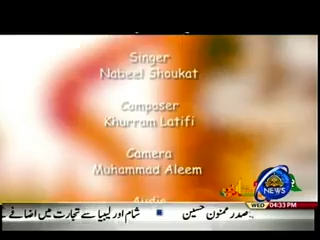 Singer
Nabeel Shoukat
Composer
Khurram Latifi
Camera
Muhammad Aleem
Audio
NEWS
WED 04:33 PM
صدر ممنون حسین
شام اور لیبیا سے تجارت میں اضافے